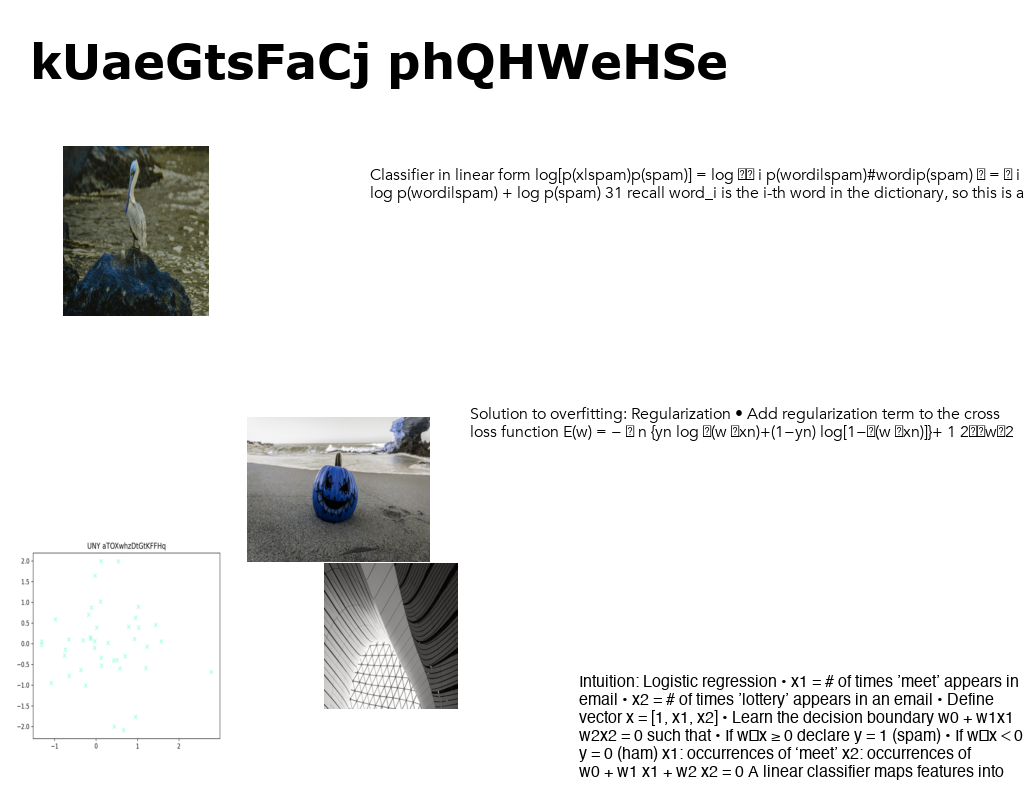 kUaeGtsFaCj phQHWeHSe
Classifier in linear form log[p(xlspam)p(spam)] = log i p(wordilspam)#wordip(spam) = i
log p(wordilspam) + log p(spam) 31 recall word_i is the i-th word in the dictionary, so this is a
Solution to overfitting: Regularization • Add regularization term to the cross
loss function E(w) = − n {yn log (w xn)+(1−yn) log[1−(w xn)]}+ 1 2w2
UNY aTOXwhzDtGtKFFHq
2.0
1.5
1.0
0.5
0.0
−0.5
−1.0
−1.5
−2.0
−1 0 1 2
Intuition: Logistic regression • x1 = # of times ’meet’ appears in
email • x2 = # of times ’lottery’ appears in an email • Define
vector x = [1, x1, x2] • Learn the decision boundary w0 + w1x1
w2x2 = 0 such that • If w□x ≥ 0 declare y = 1 (spam) • If w□x < 0
y = 0 (ham) x1: occurrences of ‘meet’ x2: occurrences of
w0 + w1 x1 + w2 x2 = 0 A linear classifier maps features into